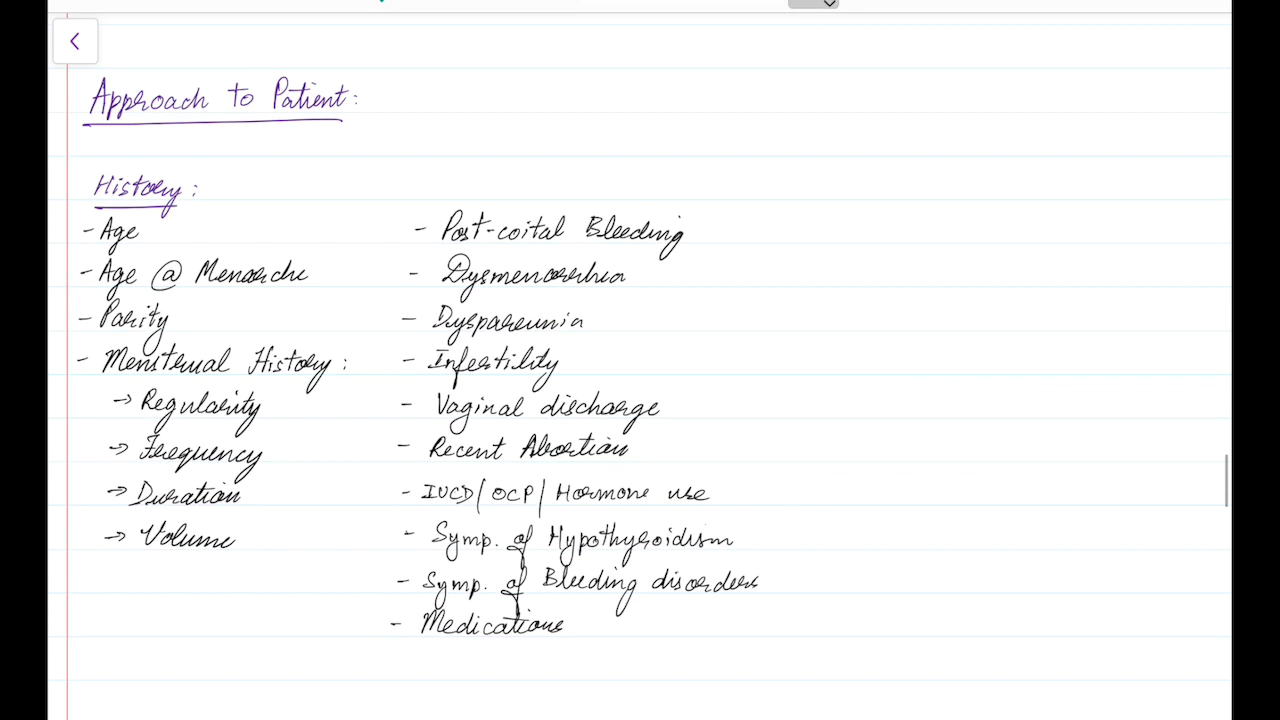 Approach to Patient:
History:
- Age
- Age @ Menarche
- Parity
- Menstrual History:
→ Regularity
→ Frequency
→ Duration
→ Volume
- Post-coital Bleeding
- Dysmenorrhea
- Dyspareunia
- Infertility
- Vaginal discharge
- Recent Abortion
- IUCD/OCP/Hormone use
- Symp. of Hypothyroidism
- Symp. of Bleeding disorders
- Medications